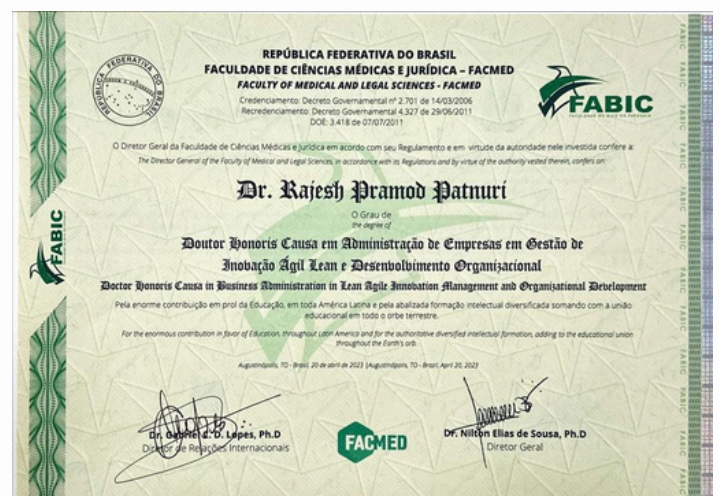 REPÚBLICA FEDERATIVA DO BRASIL
FACULDADE DE CIÊNCIAS MÉDICAS E JURÍDICA – FACMED
FACULTY OF MEDICAL AND LEGAL SCIENCES - FACMED
Credenciamento: Decreto Governamental nº 2.701 de 14/03/2006
Recredenciamento: Decreto Governamental 4.327 de 29/06/2011
DOE: 3.418 de 07/07/2011
REPÚBLICA FEDERATIVA DO BRASIL
FABIC
O Diretor Geral da Faculdade de Ciências Médicas e Jurídica em acordo com seu Regulamento e em virtude da autoridade nele investida confere a:
The Director General of the Faculty of Medical and Legal Sciences, in accordance with its Regulations and by virtue of the authority vested therein, confers on:
Dr. Rajesh Pramod Patnuri
O Grau de
the degree of
Doutor Honoris Causa em Administração de Empresas em Gestão de
Inobação Ágil Lean e Desenvolvimento Organizacional
Doctor Honoris Causa in Business Administration in Lean Agile Innovation Management and Organizational Development
Pela enorme contribuição em prol da Educação, em toda América Latina e pela abalizada formação intelectual diversificada somando com a união
educacional em todo o orbe terrestre.
For the enormous contribution in favor of Education, throughout Latin America and for the authoritative diversified intellectual formation, adding to the educational union
throughout the Earth's orb.
Augustinópolis, TO - Brasil, 20 de abril de 2023 | Augustinópolis, TO - Brazil, April 20, 2023
Dr. Gabriel C. D. Lopes, Ph.D
Diretor de Relações Internacionais
FACMED
Dr. Nilton Elias de Sousa, Ph.D
Diretor Geral
FABIC